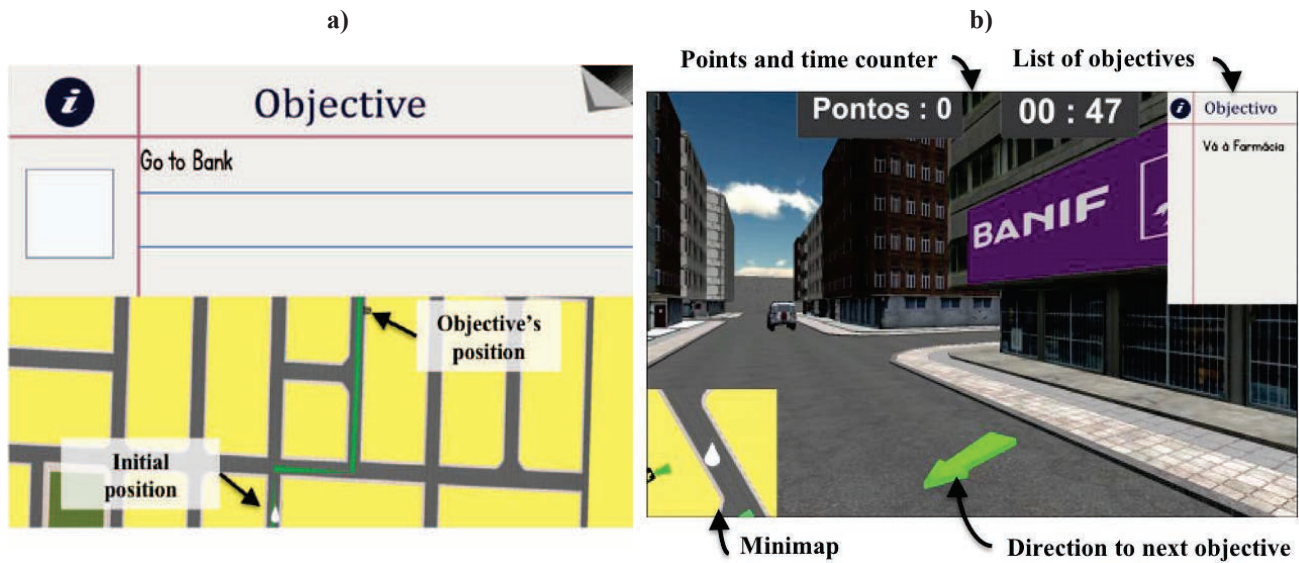 a)
i Objective
Go to Bank
Objective's
position
Initial
position
b)
Points and time counter
List of objectives
Pontos : 0
00 : 47
i Objectivo
Vá à Farmácia
BANIF
Minimap
Direction to next objective